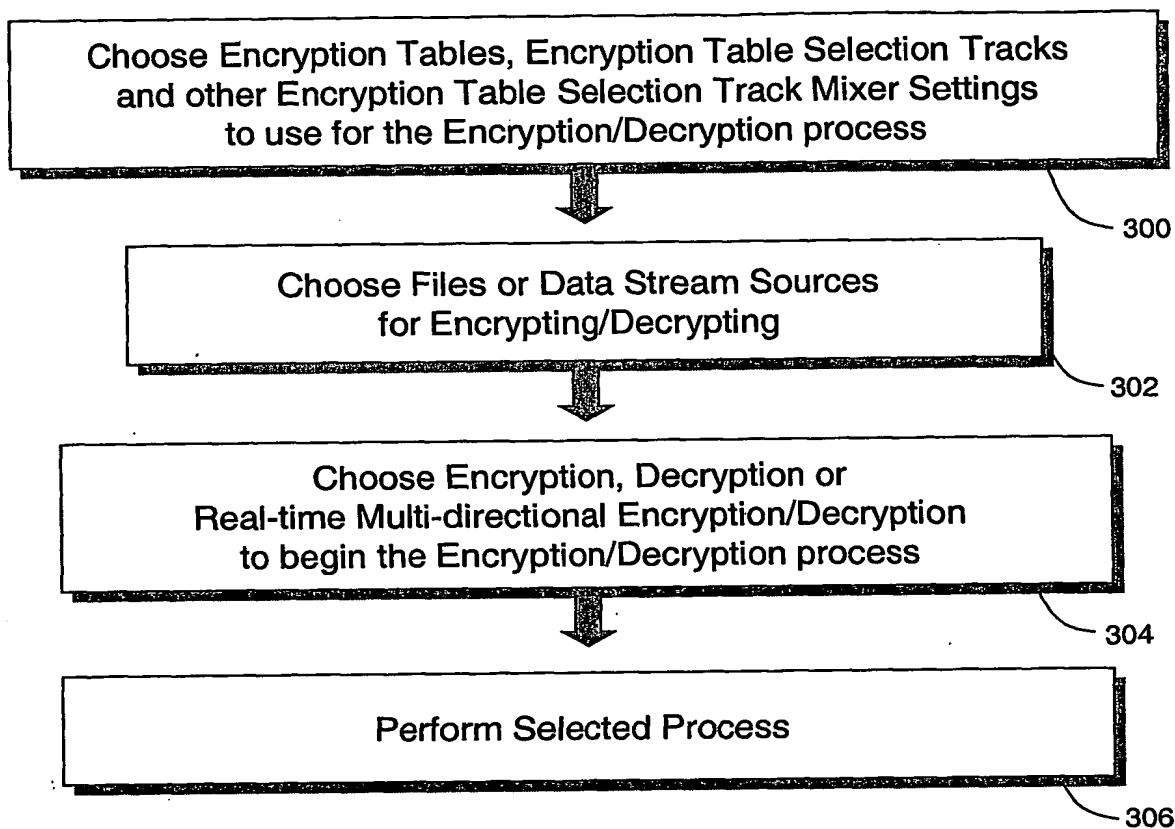 Choose Encryption Tables, Encryption Table Selection Tracks
and other Encryption Table Selection Track Mixer Settings
to use for the Encryption/Decryption process
300
Choose Files or Data Stream Sources
for Encrypting/Decrypting
302
Choose Encryption, Decryption or
Real-time Multi-directional Encryption/Decryption
to begin the Encryption/Decryption process
304
Perform Selected Process
306